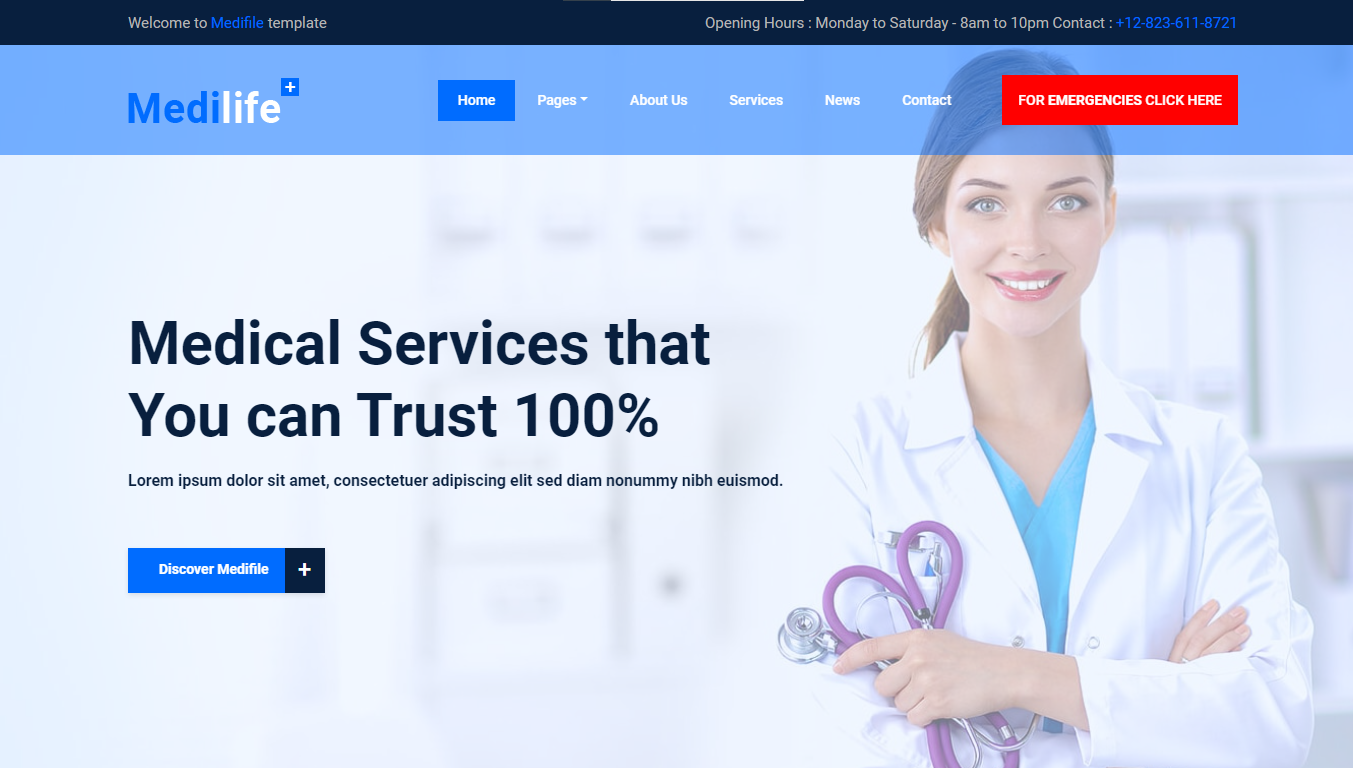 Welcome to Medifile template
Opening Hours : Monday to Saturday - 8am to 10pm Contact : +12-823-611-8721
Medilife+
Home
Pages
About Us
Services
News
Contact
FOR EMERGENCIES CLICK HERE
Medical Services that
You can Trust 100%
Lorem ipsum dolor sit amet, consectetuer adipiscing elit sed diam nonummy nibh euismod.
Discover Medifile +